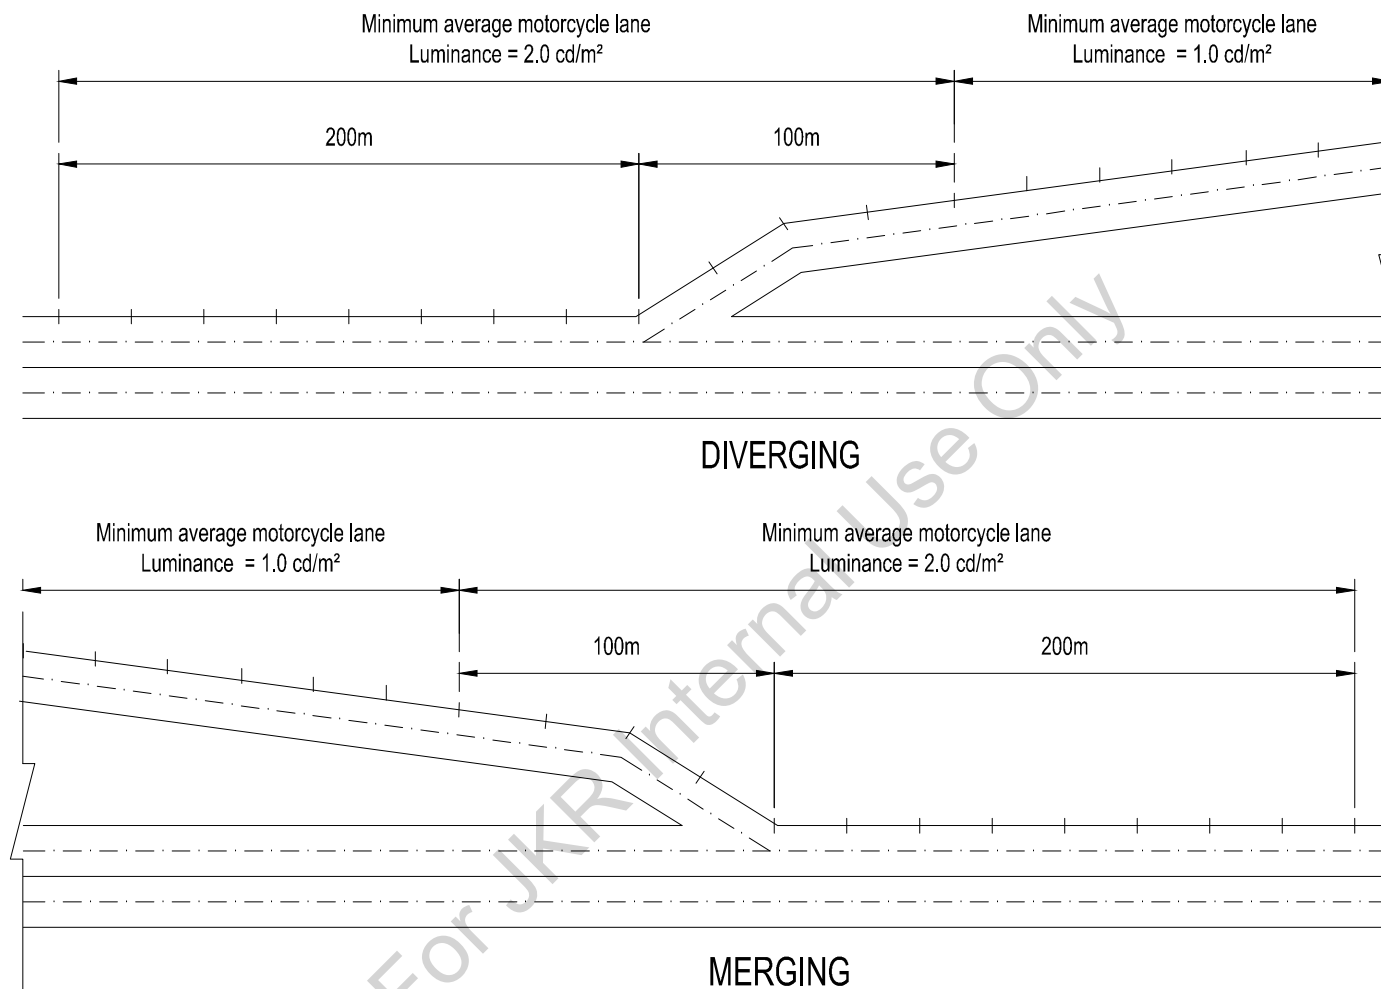 Minimum average motorcycle lane
Luminance = 2.0 cd/m²
Minimum average motorcycle lane
Luminance = 1.0 cd/m²
200m
100m
DIVERGING
Minimum average motorcycle lane
Luminance = 1.0 cd/m²
Minimum average motorcycle lane
Luminance = 2.0 cd/m²
100m
200m
MERGING
For JKR Internal Use Only